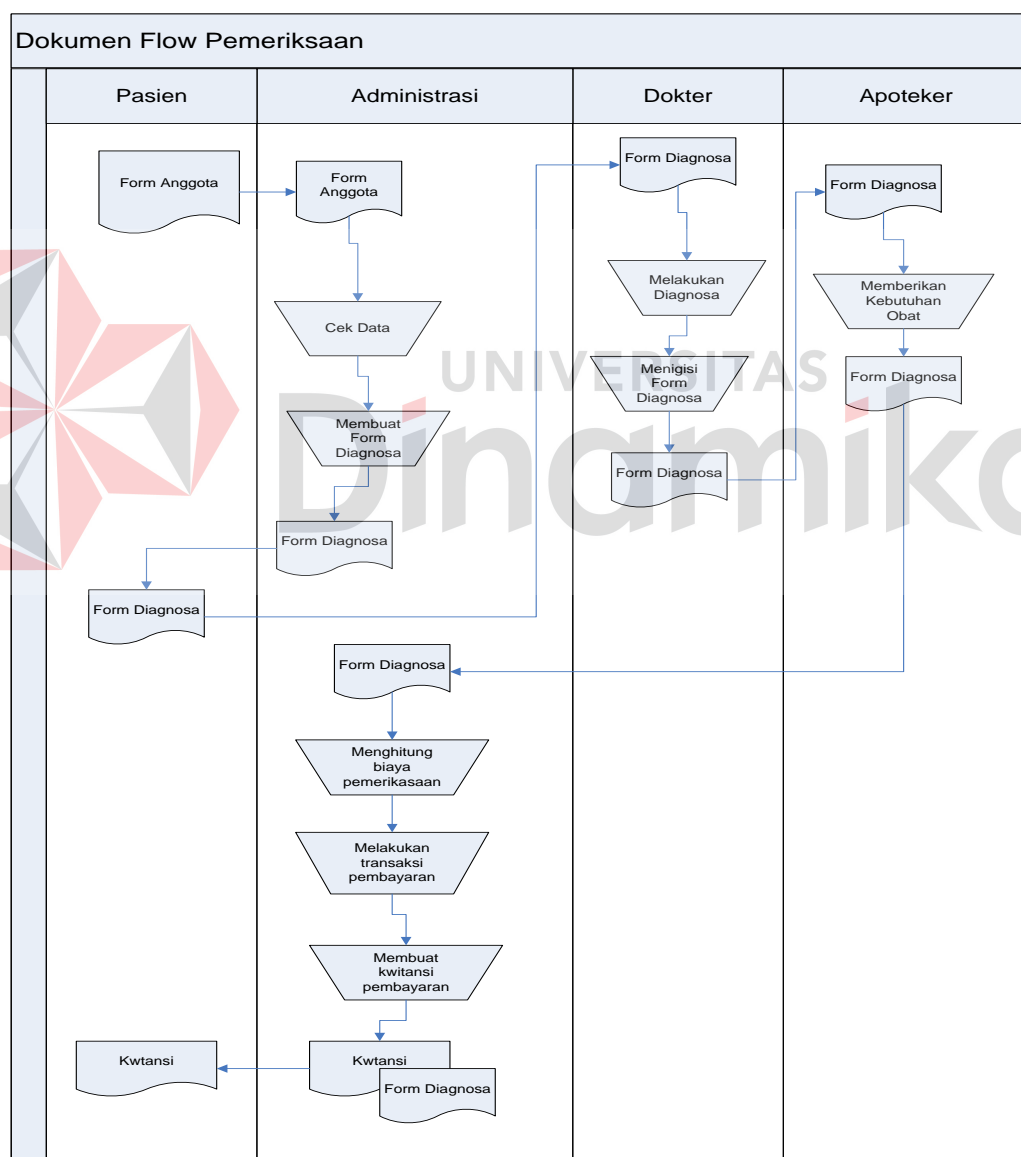 Dokumen Flow Pemeriksaan
Pasien
Administrasi
Dokter
Apoteker
Form Anggota
Form
Anggota
Form Diagnosa
Form Diagnosa
Cek Data
Melakukan
Diagnosa
Memberikan
Kebutuhan
Obat
UNIVERSITAS
Dinamika
Membuat
Form
Diagnosa
Menigisi
Form
Diagnosa
Form Diagnosa
Form Diagnosa
Form Diagnosa
Form Diagnosa
Form Diagnosa
Menghitung
biaya
pemerikasaan
Melakukan
transaksi
pembayaran
Membuat
kwitansi
pembayaran
Kwtansi
Kwtansi
Form Diagnosa